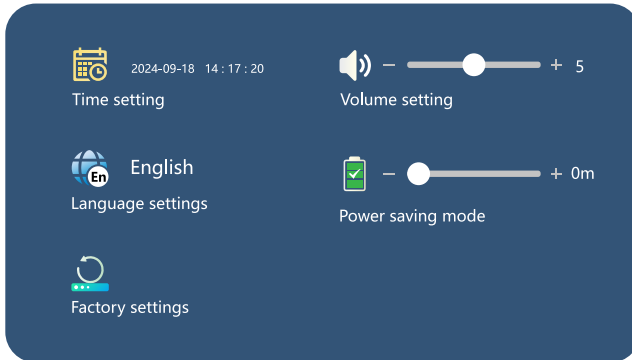 2024-09-18 14 : 17 : 20
Time setting
− + 5
Volume setting
En English
Language settings
− + 0m
Power saving mode
Factory settings